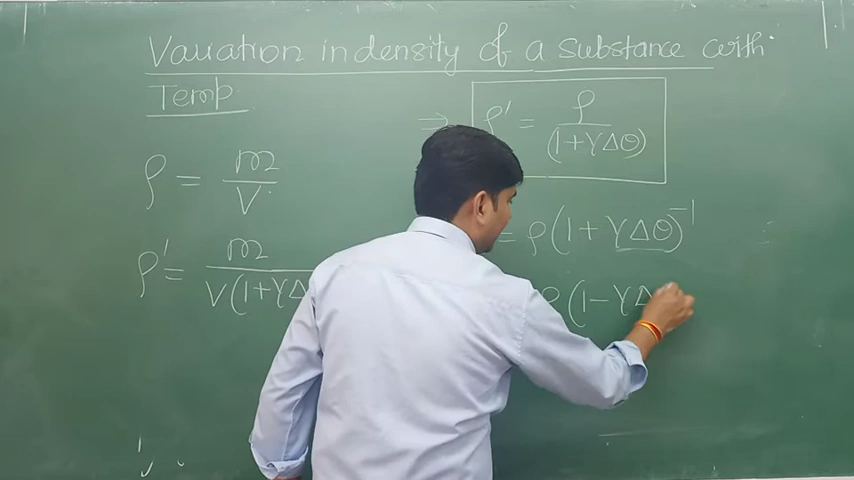 Variation in density of a substance with
Temp
ρ = m/V
ρ' = m/V(1+γΔ
⇒ ρ' = ρ/(1+γΔθ)
= ρ(1+γΔθ)⁻¹
ρ(1-γΔ